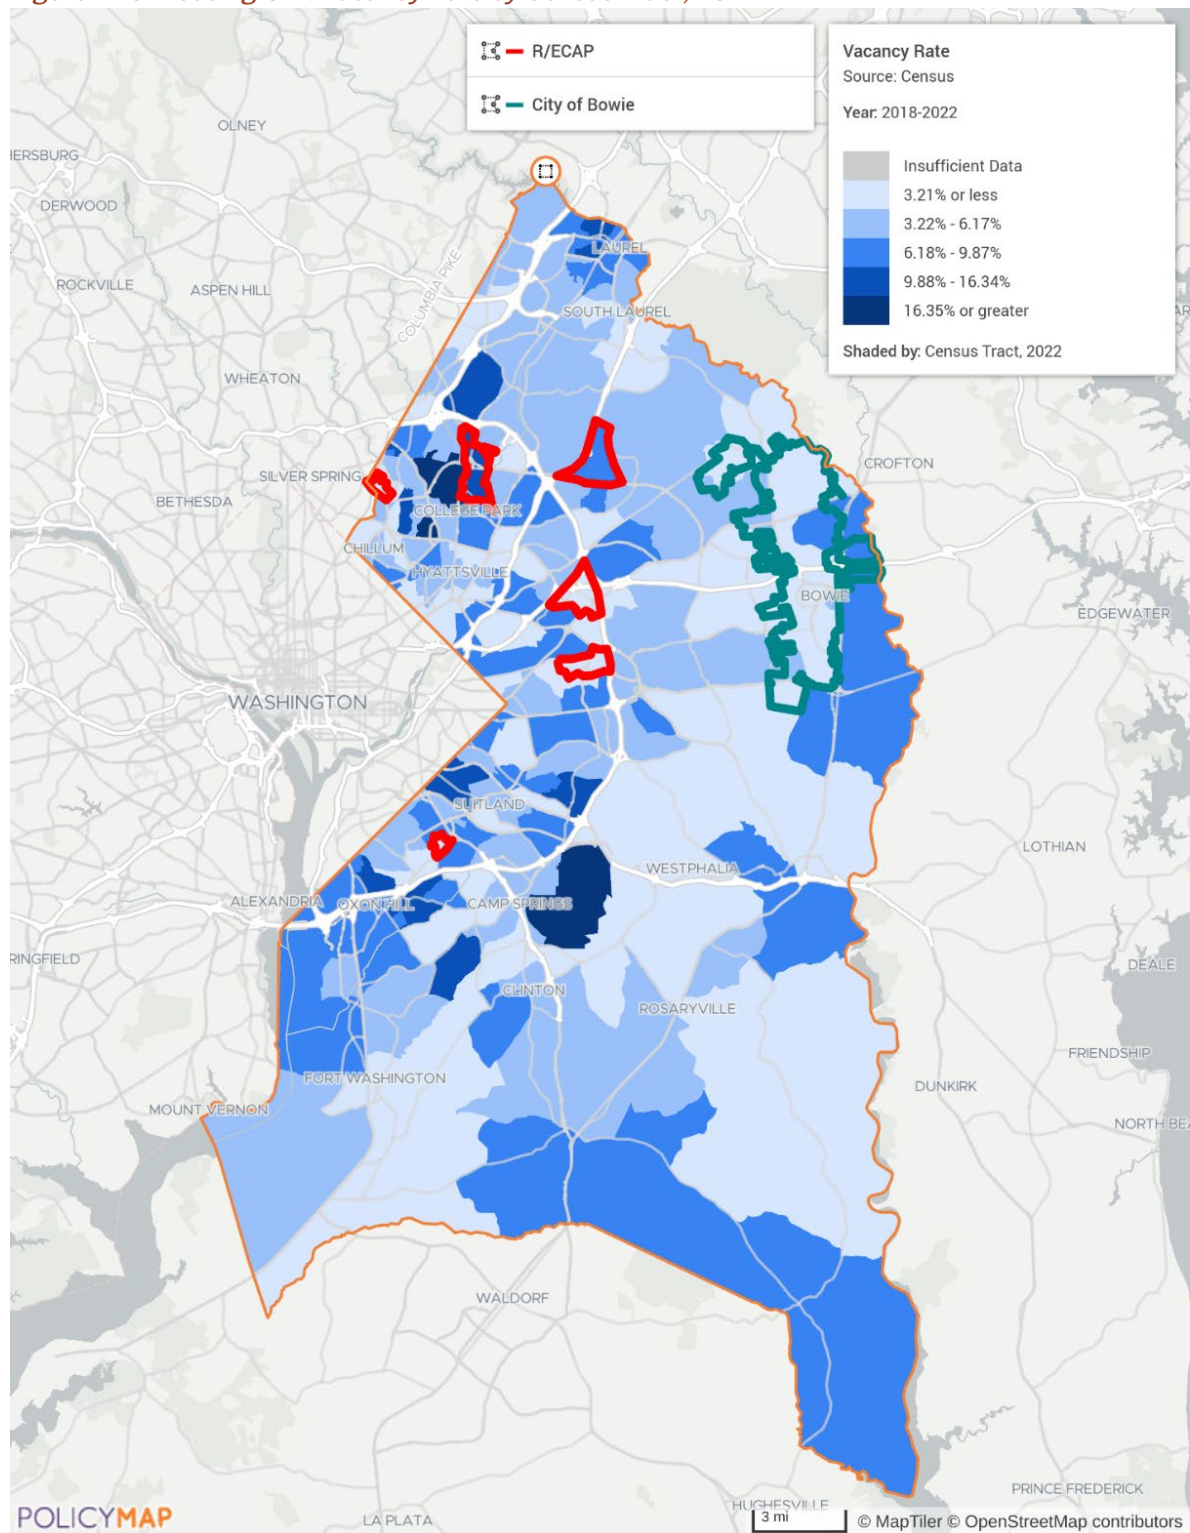 R/ECAP
City of Bowie
Vacancy Rate
Source: Census
Year: 2018-2022
Insufficient Data
3.21% or less
3.22% - 6.17%
6.18% - 9.87%
9.88% - 16.34%
16.35% or greater
Shaded by: Census Tract, 2022
OLNEY
HERSBURG
DERWOOD
LAUREL
ROCKVILLE
ASPEN HILL
COLUMBIA PIKE
SOUTH LAUREL
WHEATON
SILVER SPRING
CROFTON
BETHESDA
COLLEGE PARK
CHILLUM
HYATTSVILLE
BOWIE
EDGEWATER
WASHINGTON
SUITLAND
LOTHIAN
WESTPHALIA
ALEXANDRIA
OXON HILL
CAMP SPRINGS
RINGFIELD
DEALE
CLINTON
ROSARYVILLE
FRIENDSHIP
FORT WASHINGTON
DUNKIRK
MOUNT VERNON
NORTH BEA
WALDORF
PRINCE FREDERICK
HUGHESVILLE
LA PLATA
POLICYMAP
3 mi
© MapTiler © OpenStreetMap contributors